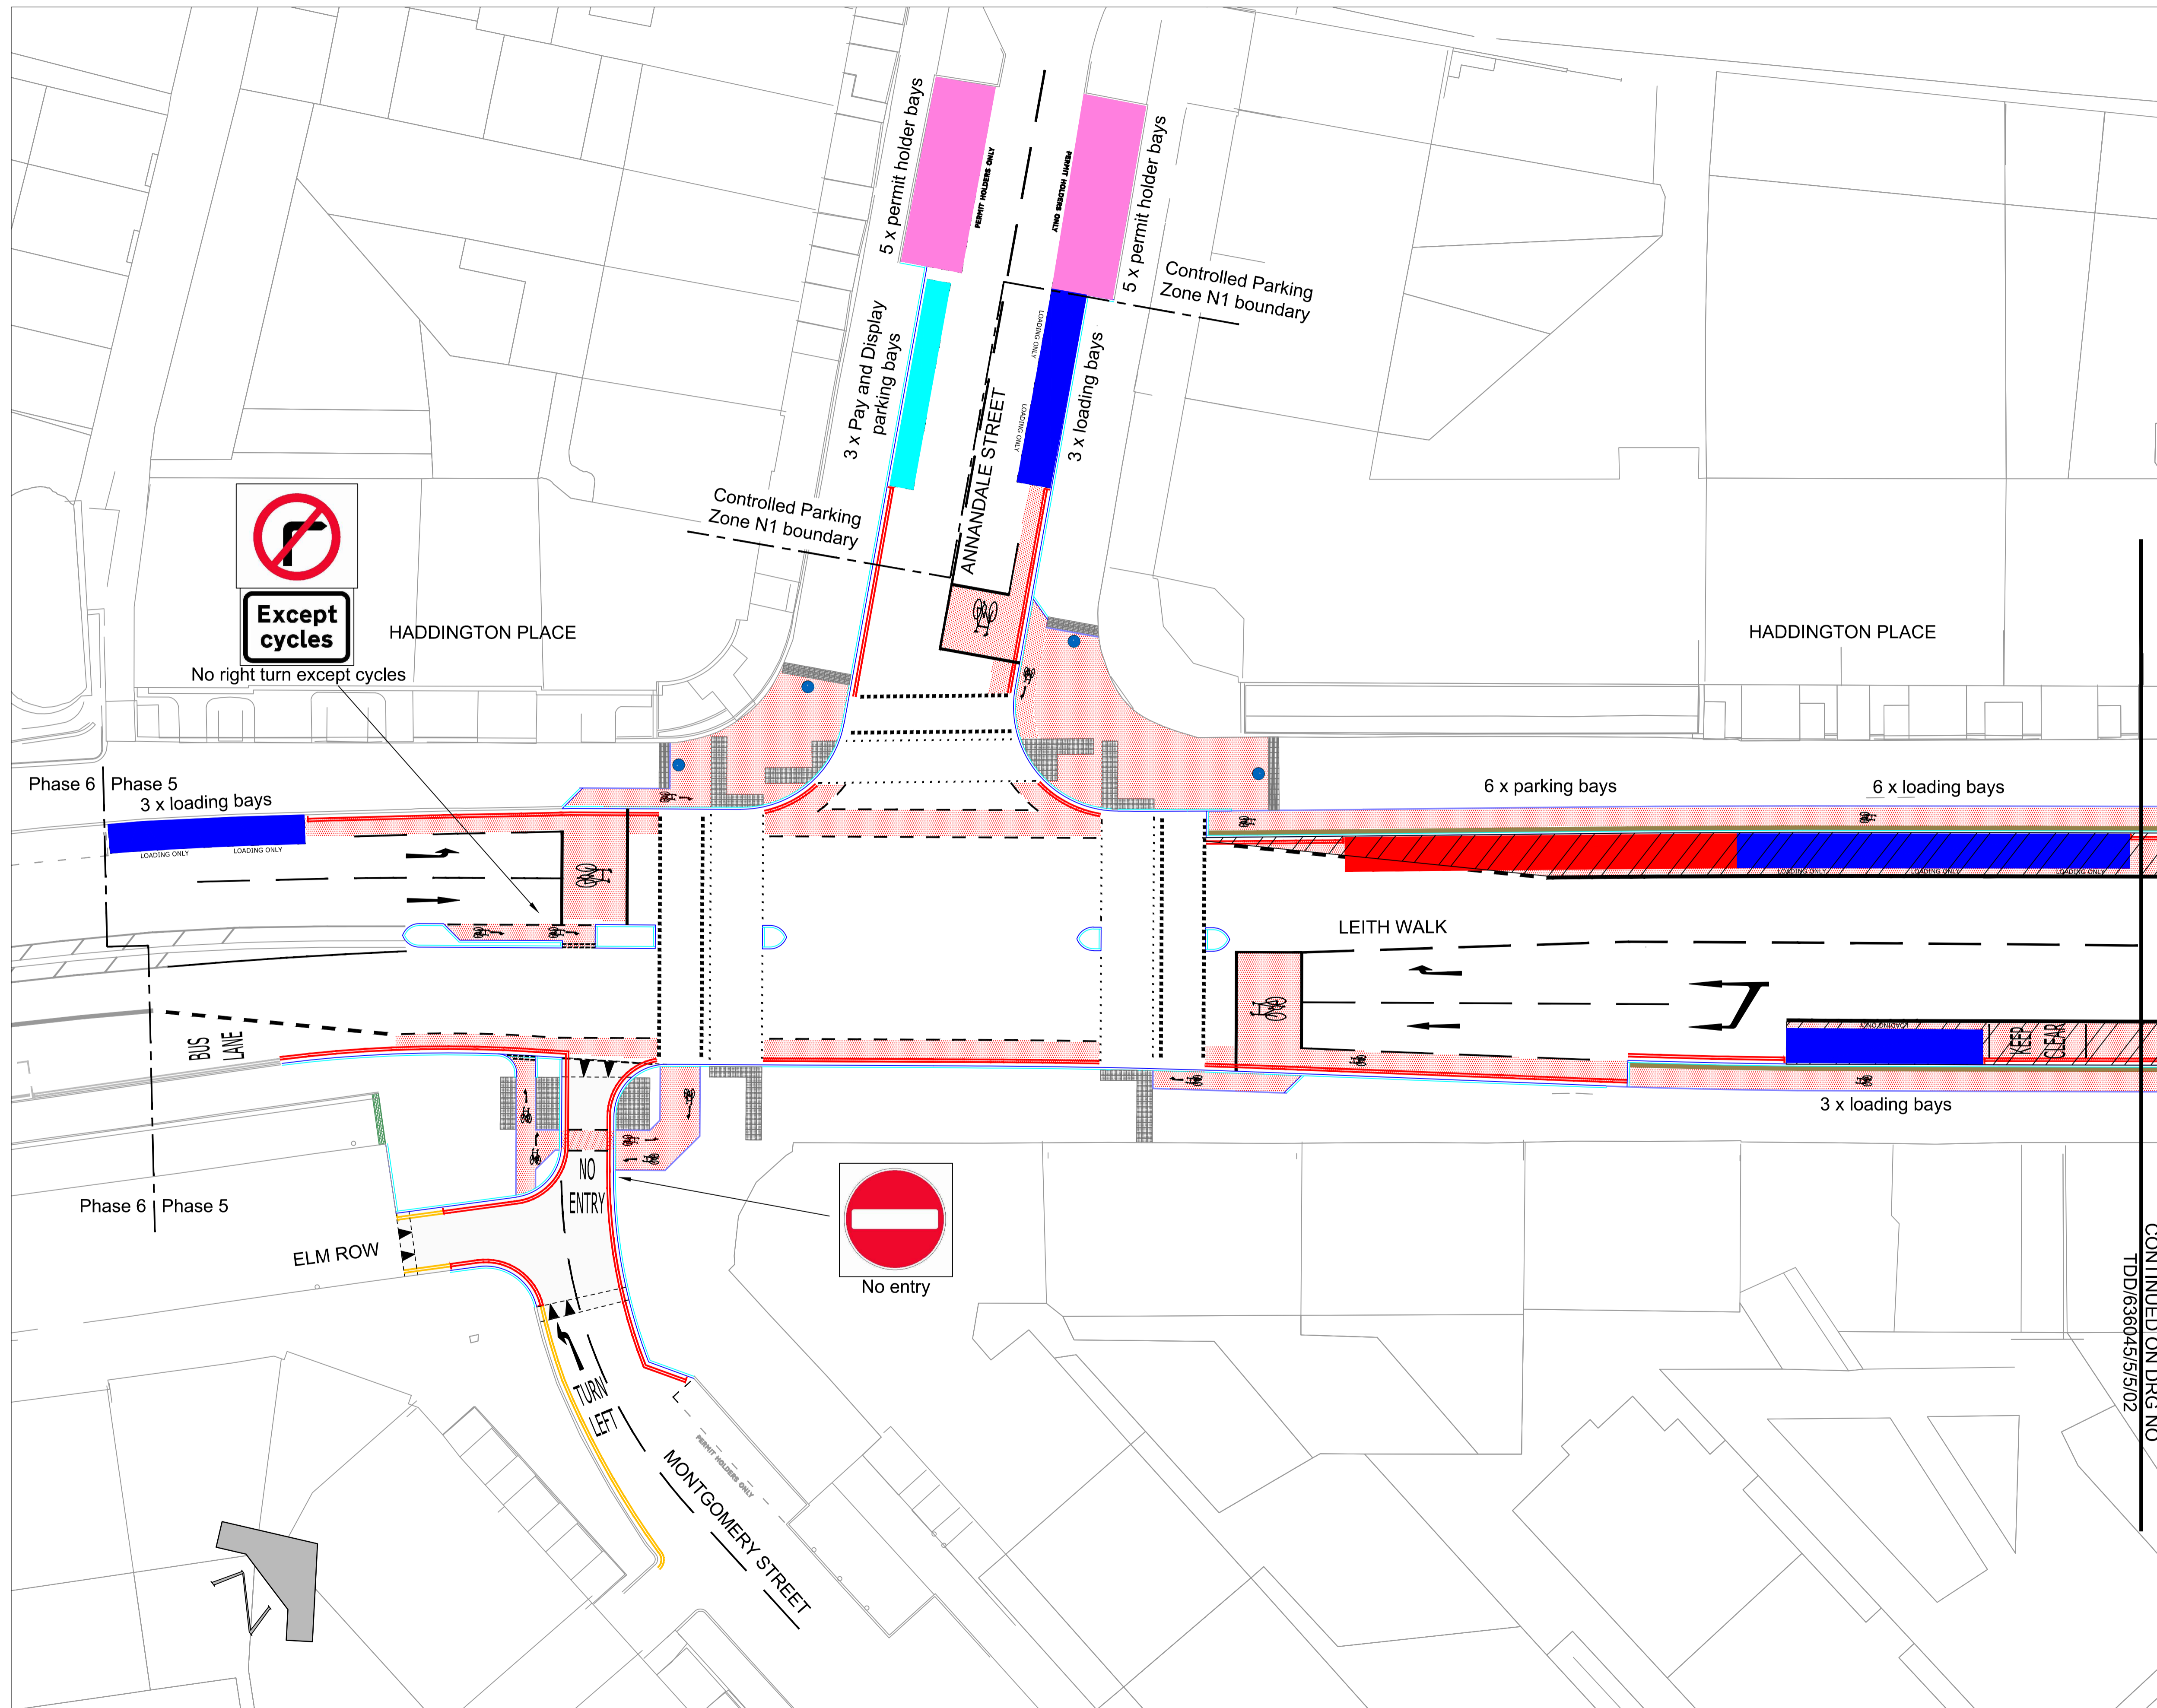 5 x permit holder bays
PERMIT HOLDERS ONLY
PERMIT HOLDERS ONLY
5 x permit holder bays
Controlled Parking
Zone N1 boundary
3 x Pay and Display
parking bays
LOADING ONLY
LOADING ONLY
3 x loading bays
ANNANDALE STREET
Controlled Parking
Zone N1 boundary
Except
cycles
No right turn except cycles
HADDINGTON PLACE
HADDINGTON PLACE
Phase 6
Phase 5
3 x loading bays
LOADING ONLY
LOADING ONLY
6 x parking bays
6 x loading bays
LOADING ONLY
LOADING ONLY
LOADING ONLY
LEITH WALK
BUS
LANE
LOADING ONLY
KEEP
CLEAR
3 x loading bays
Phase 6
Phase 5
NO
ENTRY
No entry
ELM ROW
TURN
LEFT
PERMIT HOLDERS ONLY
MONTGOMERY STREET
CONTINUED ON DRG NO
TDD/636045/5/5/02
N